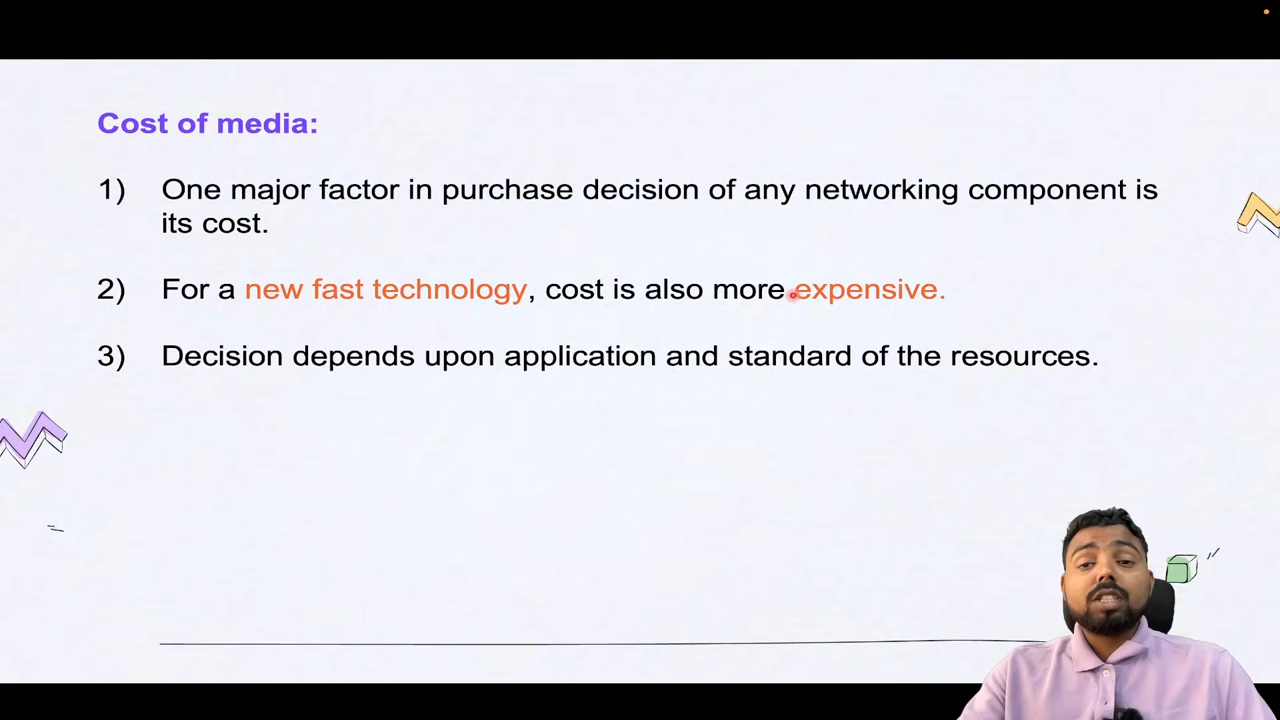 Cost of media:
1) One major factor in purchase decision of any networking component is
its cost.
2) For a new fast technology, cost is also more expensive.
3) Decision depends upon application and standard of the resources.